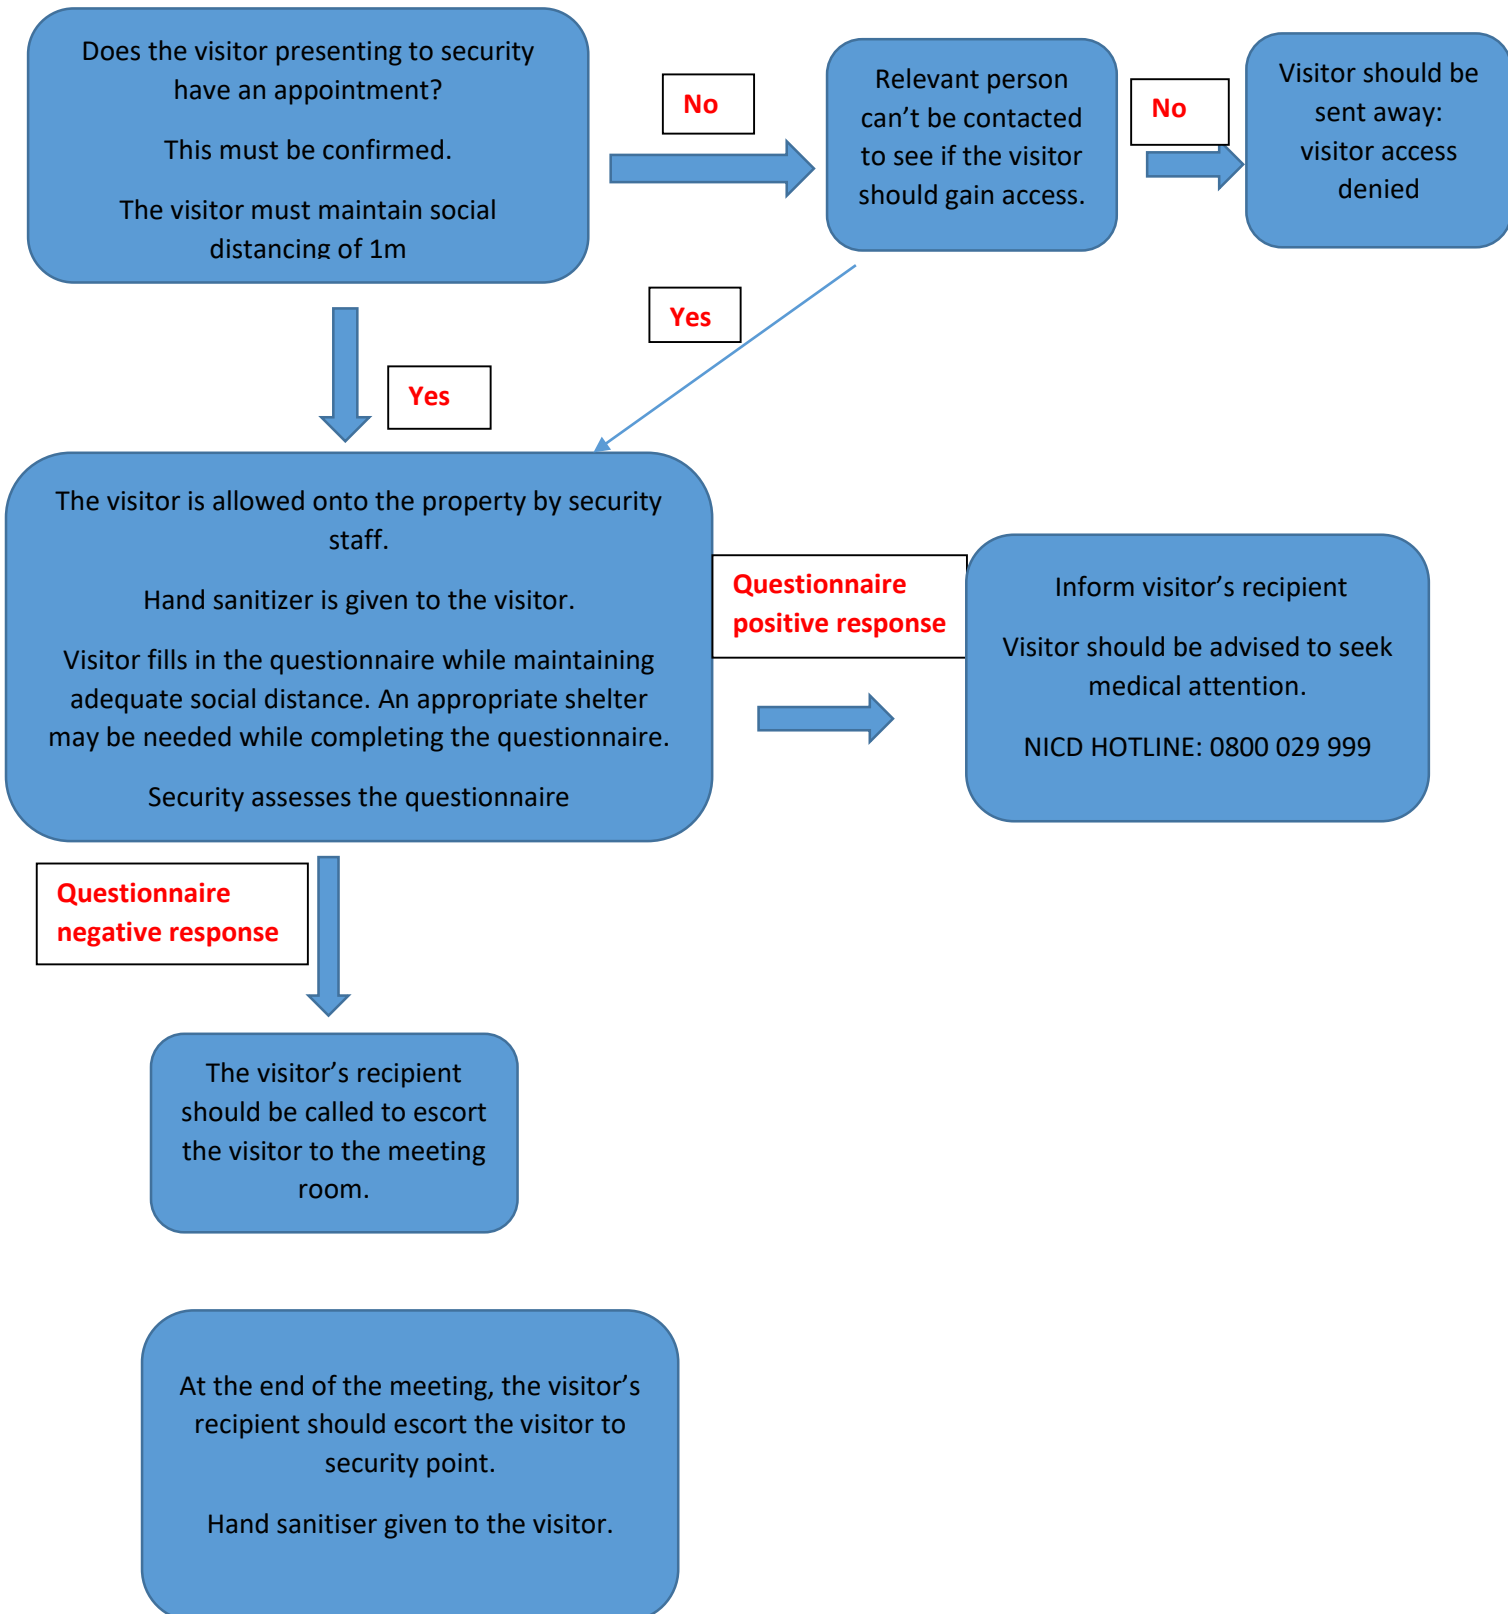 Does the visitor presenting to security
have an appointment?
This must be confirmed.
The visitor must maintain social
distancing of 1m
No
Relevant person
can’t be contacted
to see if the visitor
should gain access.
No
Visitor should be
sent away:
visitor access
denied
Yes
Yes
The visitor is allowed onto the property by security
staff.
Hand sanitizer is given to the visitor.
Visitor fills in the questionnaire while maintaining
adequate social distance. An appropriate shelter
may be needed while completing the questionnaire.
Security assesses the questionnaire
Questionnaire
positive response
Inform visitor’s recipient
Visitor should be advised to seek
medical attention.
NICD HOTLINE: 0800 029 999
Questionnaire
negative response
The visitor’s recipient
should be called to escort
the visitor to the meeting
room.
At the end of the meeting, the visitor’s
recipient should escort the visitor to
security point.
Hand sanitiser given to the visitor.